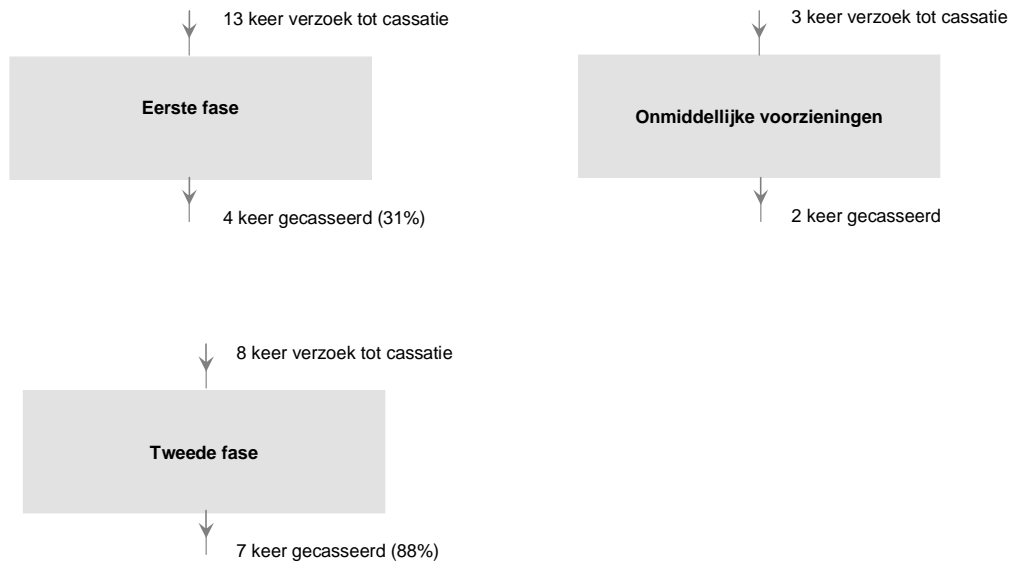 13 keer verzoek tot cassatie
Eerste fase
4 keer gecasseerd (31%)
3 keer verzoek tot cassatie
Onmiddellijke voorzieningen
2 keer gecasseerd
8 keer verzoek tot cassatie
Tweede fase
7 keer gecasseerd (88%)